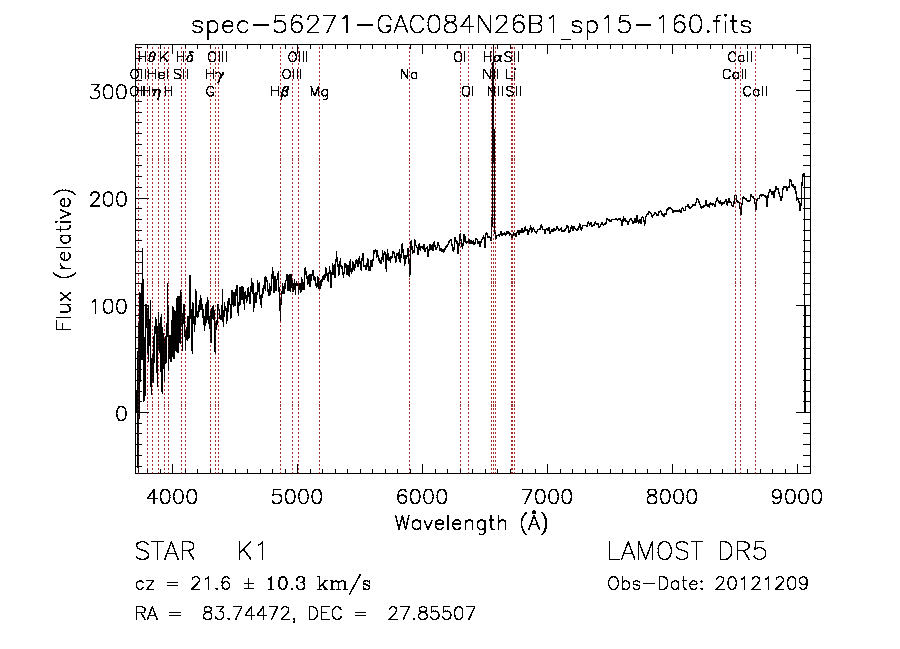 spec-56271-GAC084N26B1_sp15-160.fits
Hθ K Hδ OIII OIII OI Hα SII CaII
OII HeI SII Hγ OIII Na NII Li CaII
Hη H G Hβ Mg OI NII SII CaII
300
200
100
0
Flux (relative)
4000 5000 6000 7000 8000 9000
Wavelength (Å)
STAR K1 LAMOST DR5
cz = 21.6 ± 10.3 km/s Obs-Date: 20121209
RA = 83.74472, DEC = 27.85507